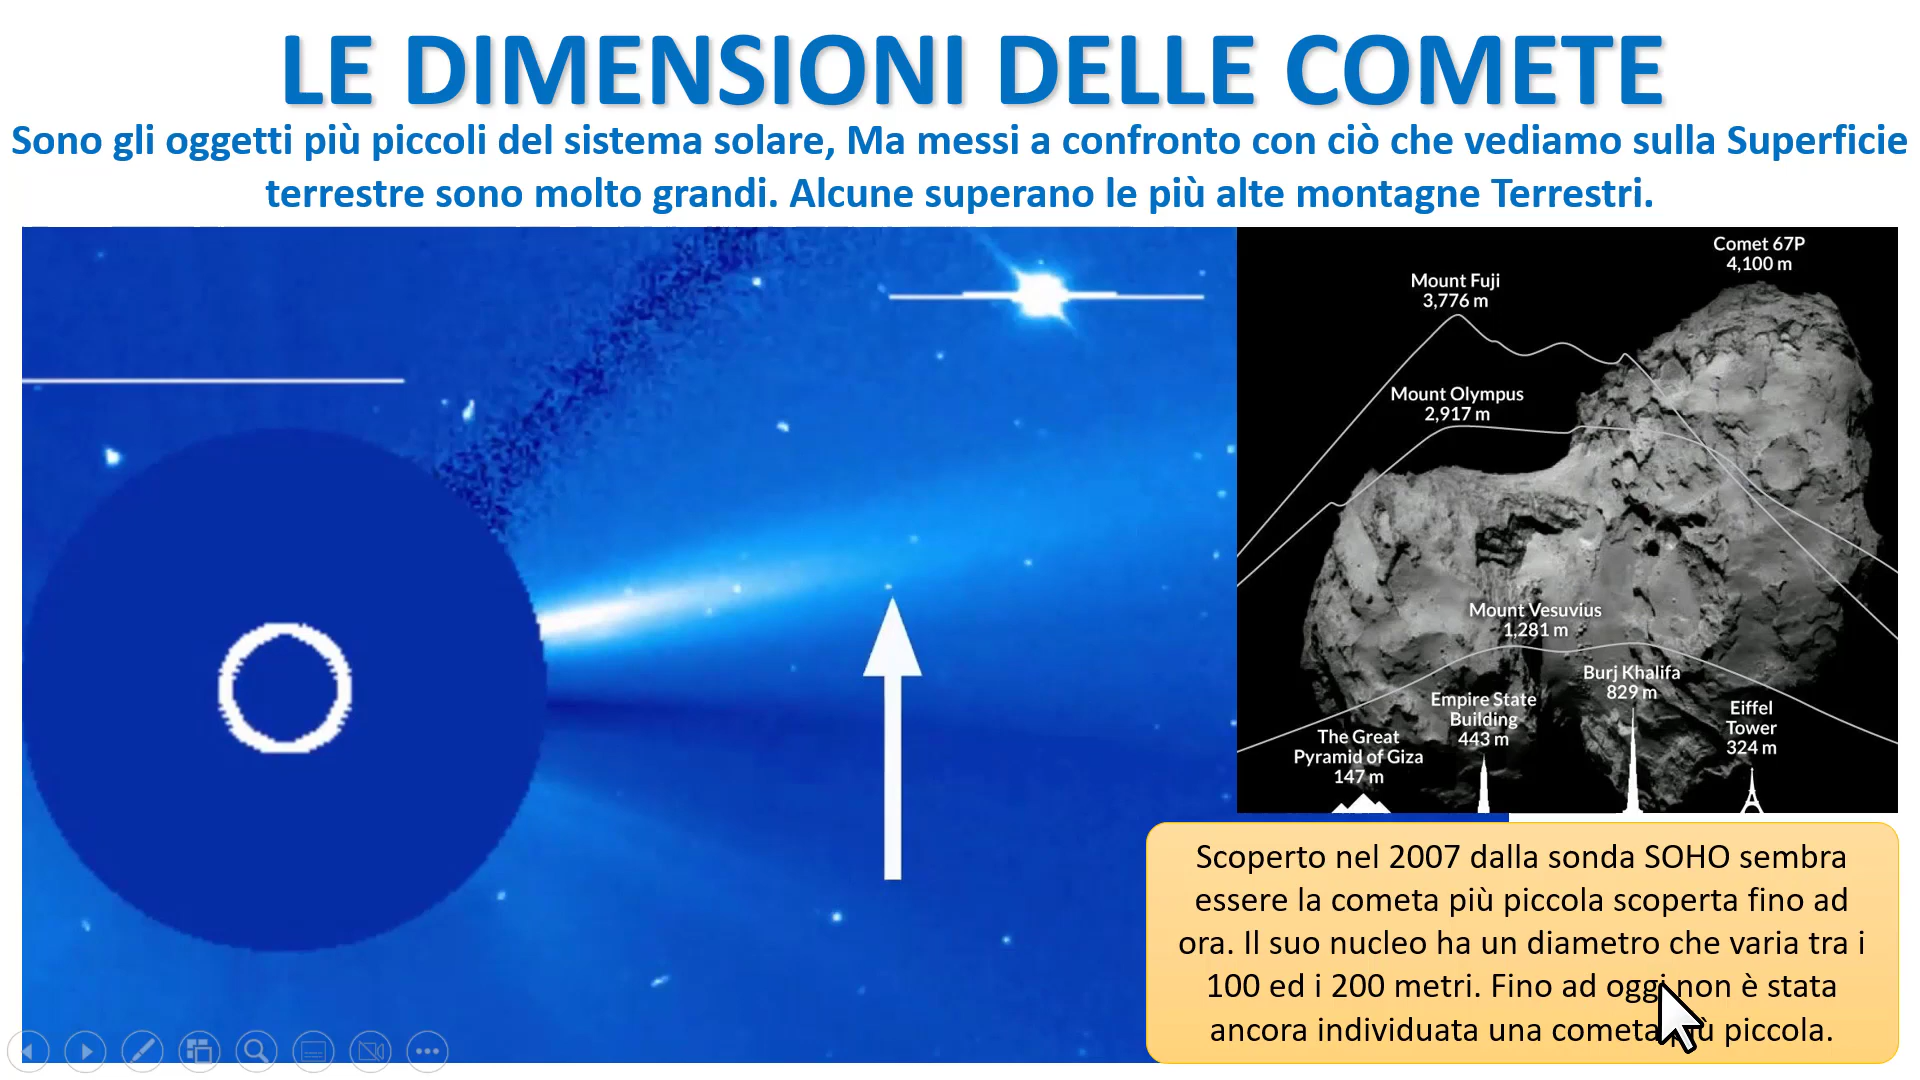 LE DIMENSIONI DELLE COMETE
Sono gli oggetti più piccoli del sistema solare, Ma messi a confronto con ciò che vediamo sulla Superficie
terrestre sono molto grandi. Alcune superano le più alte montagne Terrestri.
Comet 67P
4,100 m
Mount Fuji
3,776 m
Mount Olympus
2,917 m
Mount Vesuvius
1,281 m
Burj Khalifa
829 m
Empire State
Building
443 m
Eiffel
Tower
324 m
The Great
Pyramid of Giza
147 m
Scoperto nel 2007 dalla sonda SOHO sembra
essere la cometa più piccola scoperta fino ad
ora. Il suo nucleo ha un diametro che varia tra i
100 ed i 200 metri. Fino ad oggi non è stata
ancora individuata una cometa più piccola.